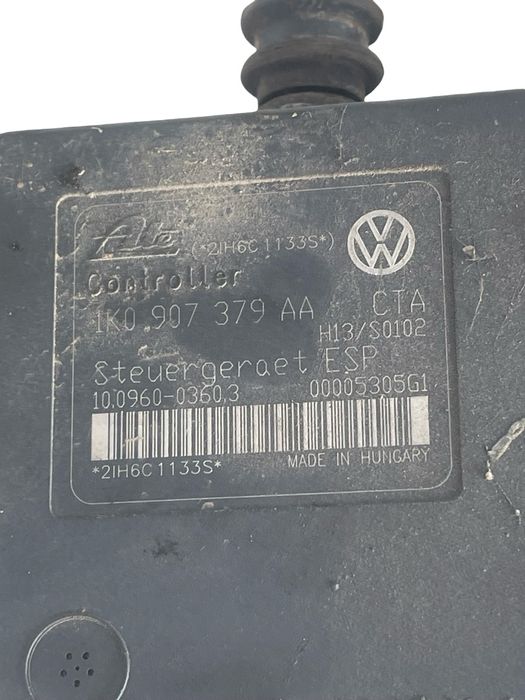 Ate (*2IH6C1133S*)
Controller
1K0 907 379 AA CTA
H13/S0102
Steuergeraet ESP
10.0960-0360.3 00005305G1
*2IH6C1133S* MADE IN HUNGARY